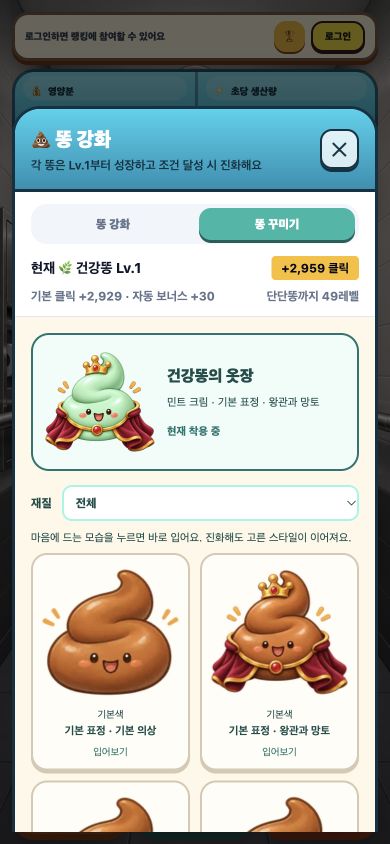 로그인하면 랭킹에 참여할 수 있어요
로그인
영양분
초당 생산량
똥 강화
각 똥은 Lv.1부터 성장하고 조건 달성 시 진화해요
똥 강화
똥 꾸미기
현재 🌿 건강똥 Lv.1
+2,959 클릭
기본 클릭 +2,929 · 자동 보너스 +30
단단똥까지 49레벨
건강똥의 옷장
민트 크림 · 기본 표정 · 왕관과 망토
현재 착용 중
재질
전체
마음에 드는 모습을 누르면 바로 입어요. 진화해도 고른 스타일이 이어져요.
기본색
기본 표정 · 기본 의상
입어보기
기본색
기본 표정 · 왕관과 망토
입어보기